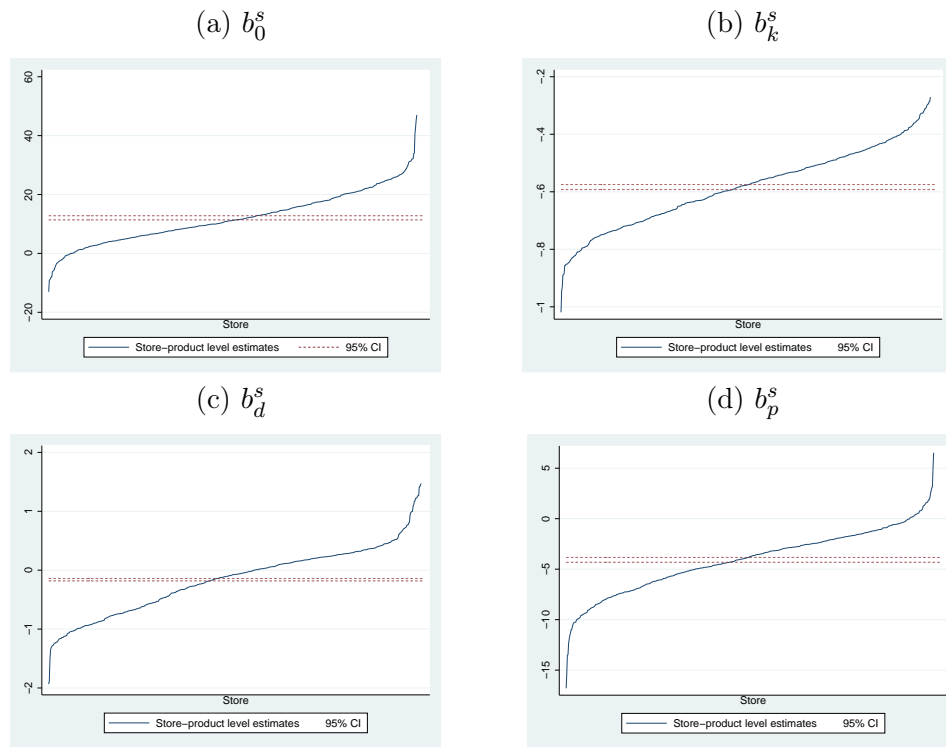 (a) b_0^s
60
40
20
0
−20
Store
Store−product level estimates 95% CI
(b) b_k^s
−.2
−.4
−.6
−.8
−1
Store
Store−product level estimates 95% CI
(c) b_d^s
2
1
0
−1
−2
Store
Store−product level estimates 95% CI
(d) b_p^s
5
0
−5
−10
−15
Store
Store−product level estimates 95% CI